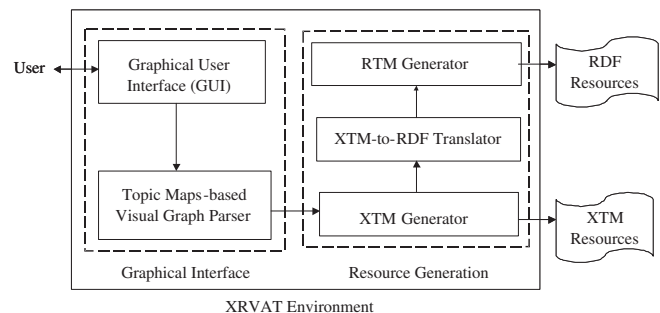 User
Graphical User
Interface (GUI)
Topic Maps-based
Visual Graph Parser
Graphical Interface
RTM Generator
XTM-to-RDF Translator
XTM Generator
Resource Generation
RDF
Resources
XTM
Resources
XRVAT Environment